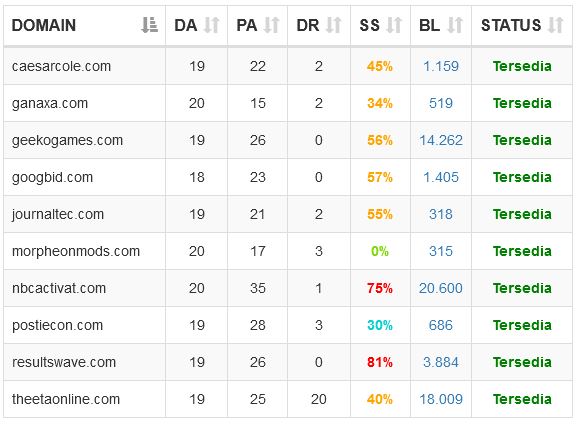 DOMAIN DA PA DR SS BL STATUS
caesarcole.com 19 22 2 45% 1.159 Tersedia
ganaxa.com 20 15 2 34% 519 Tersedia
geekogames.com 19 26 0 56% 14.262 Tersedia
googbid.com 18 23 0 57% 1.405 Tersedia
journaltec.com 19 21 2 55% 318 Tersedia
morpheonmods.com 20 17 3 0% 315 Tersedia
nbcactivat.com 20 35 1 75% 20.600 Tersedia
postiecon.com 19 28 3 30% 686 Tersedia
resultswave.com 19 26 0 81% 3.884 Tersedia
theetaonline.com 19 25 20 40% 18.009 Tersedia